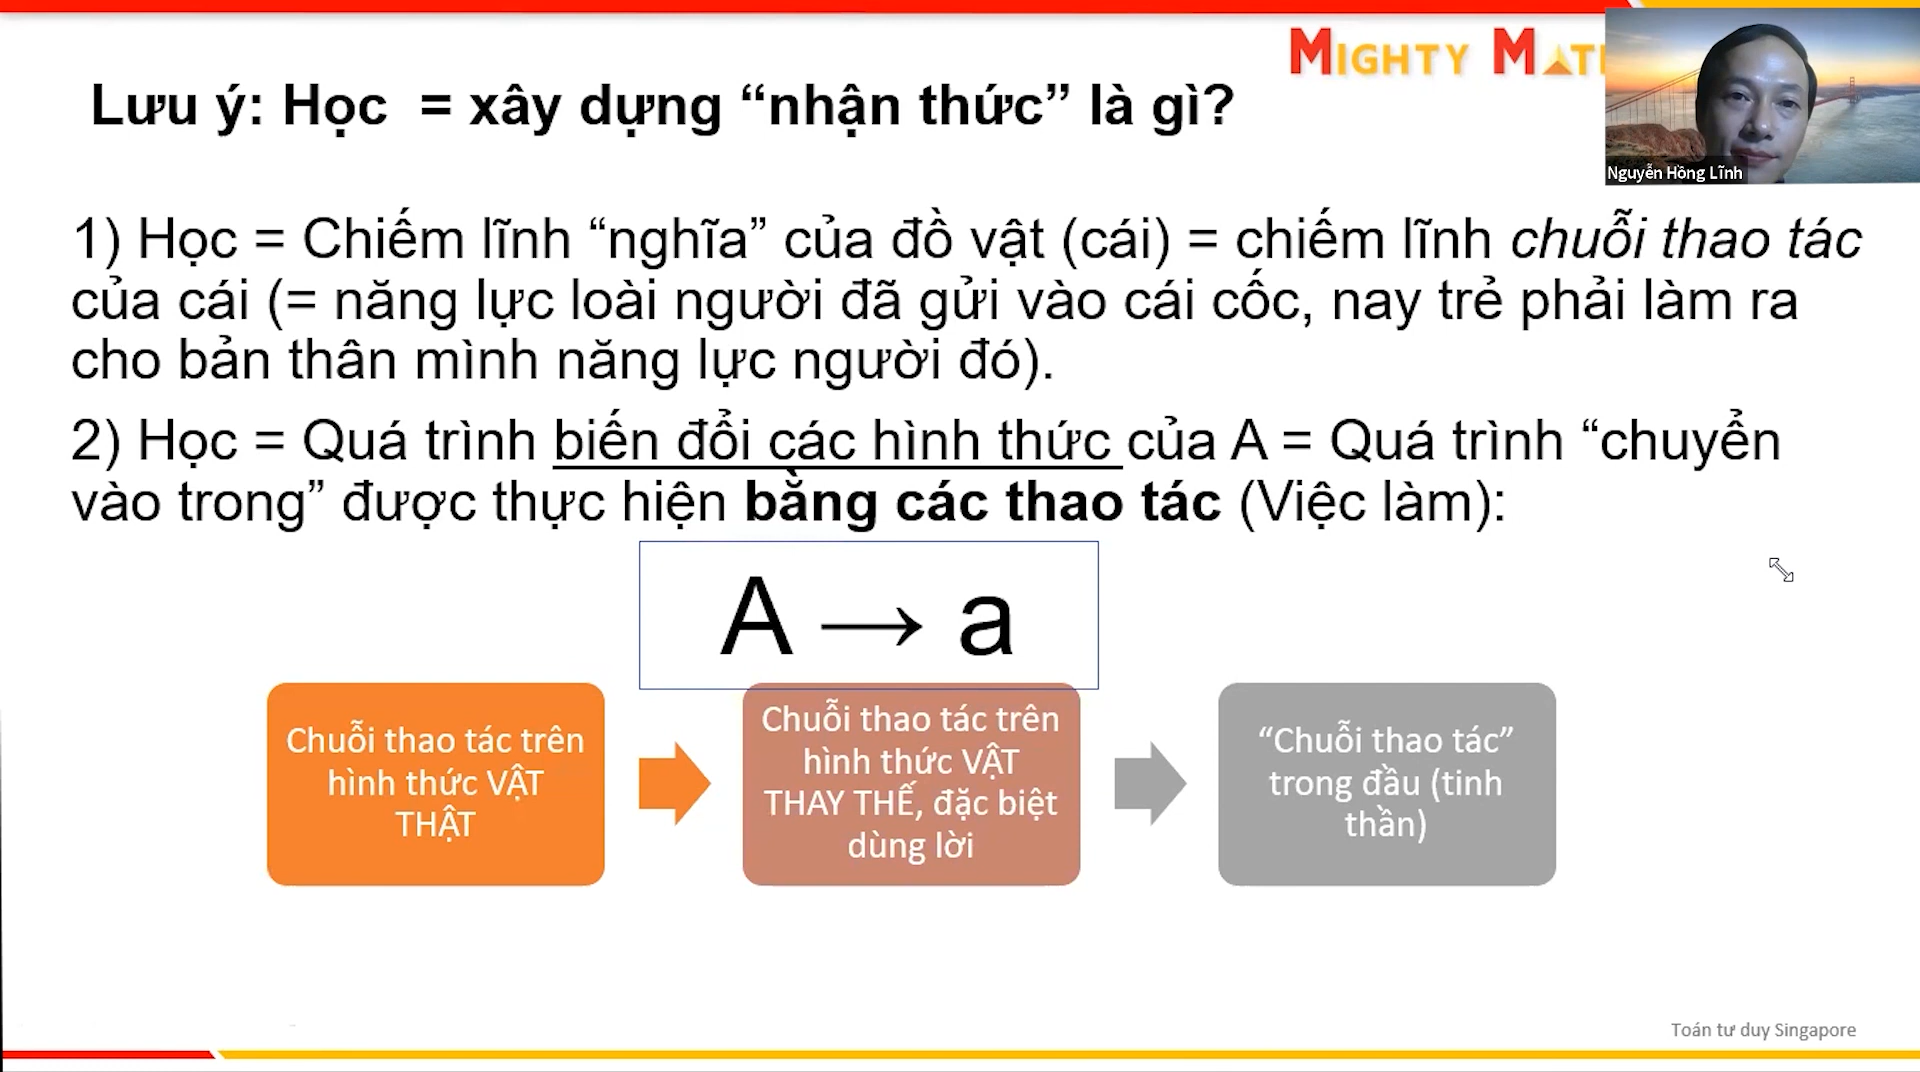 MIGHTY MAT
Lưu ý: Học = xây dựng “nhận thức” là gì?
Nguyễn Hồng Lĩnh
1) Học = Chiếm lĩnh “nghĩa” của đồ vật (cái) = chiếm lĩnh chuỗi thao tác
của cái (= năng lực loài người đã gửi vào cái cốc, nay trẻ phải làm ra
cho bản thân mình năng lực người đó).
2) Học = Quá trình biến đổi các hình thức của A = Quá trình “chuyển
vào trong” được thực hiện bằng các thao tác (Việc làm):
A → a
Chuỗi thao tác trên
hình thức VẬT
THẬT
Chuỗi thao tác trên
hình thức VẬT
THAY THẾ, đặc biệt
dùng lời
“Chuỗi thao tác”
trong đầu (tinh
thần)
Toán tư duy Singapore